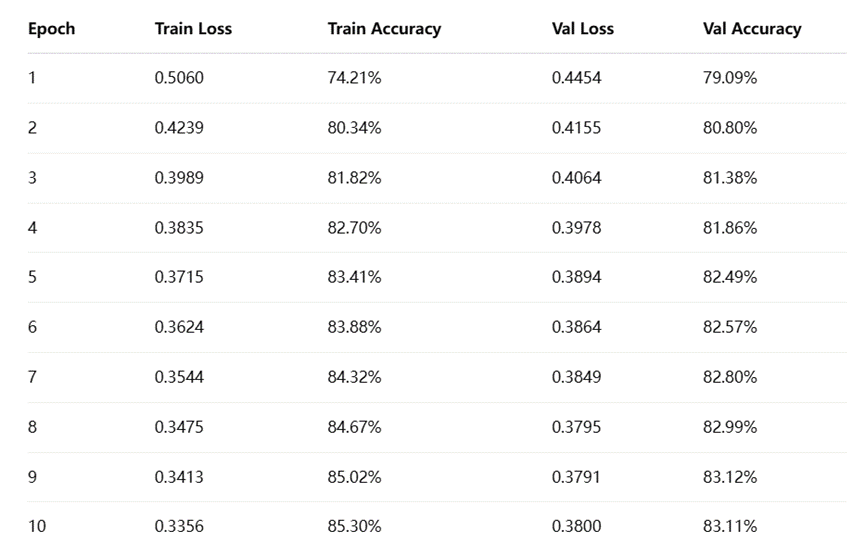 Epoch Train Loss Train Accuracy Val Loss Val Accuracy
1 0.5060 74.21% 0.4454 79.09%
2 0.4239 80.34% 0.4155 80.80%
3 0.3989 81.82% 0.4064 81.38%
4 0.3835 82.70% 0.3978 81.86%
5 0.3715 83.41% 0.3894 82.49%
6 0.3624 83.88% 0.3864 82.57%
7 0.3544 84.32% 0.3849 82.80%
8 0.3475 84.67% 0.3795 82.99%
9 0.3413 85.02% 0.3791 83.12%
10 0.3356 85.30% 0.3800 83.11%